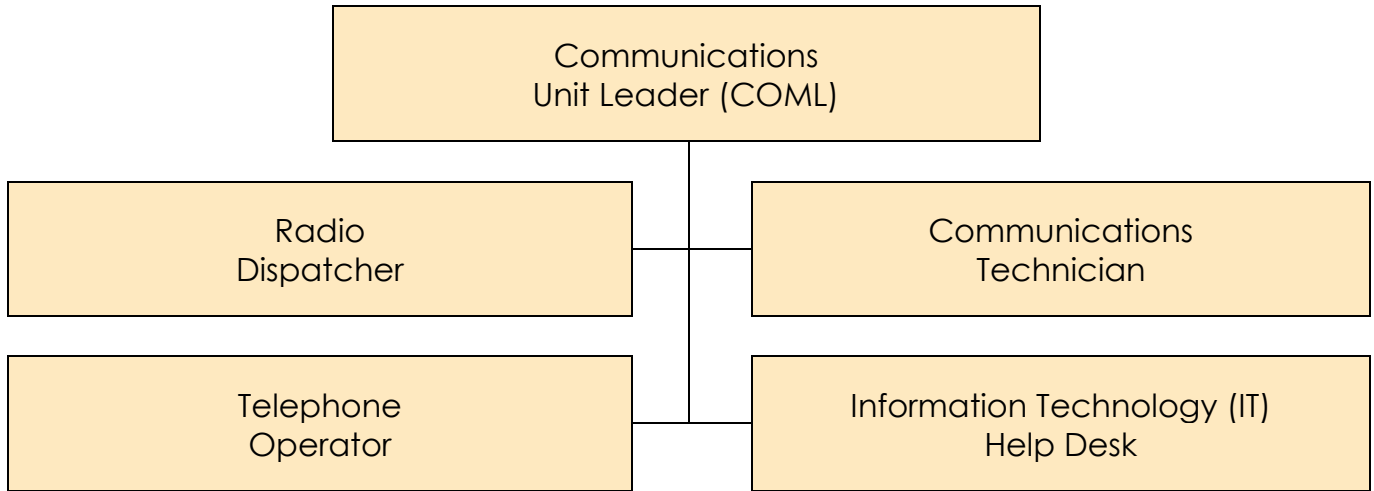 Communications
Unit Leader (COML)
Radio
Dispatcher
Communications
Technician
Telephone
Operator
Information Technology (IT)
Help Desk